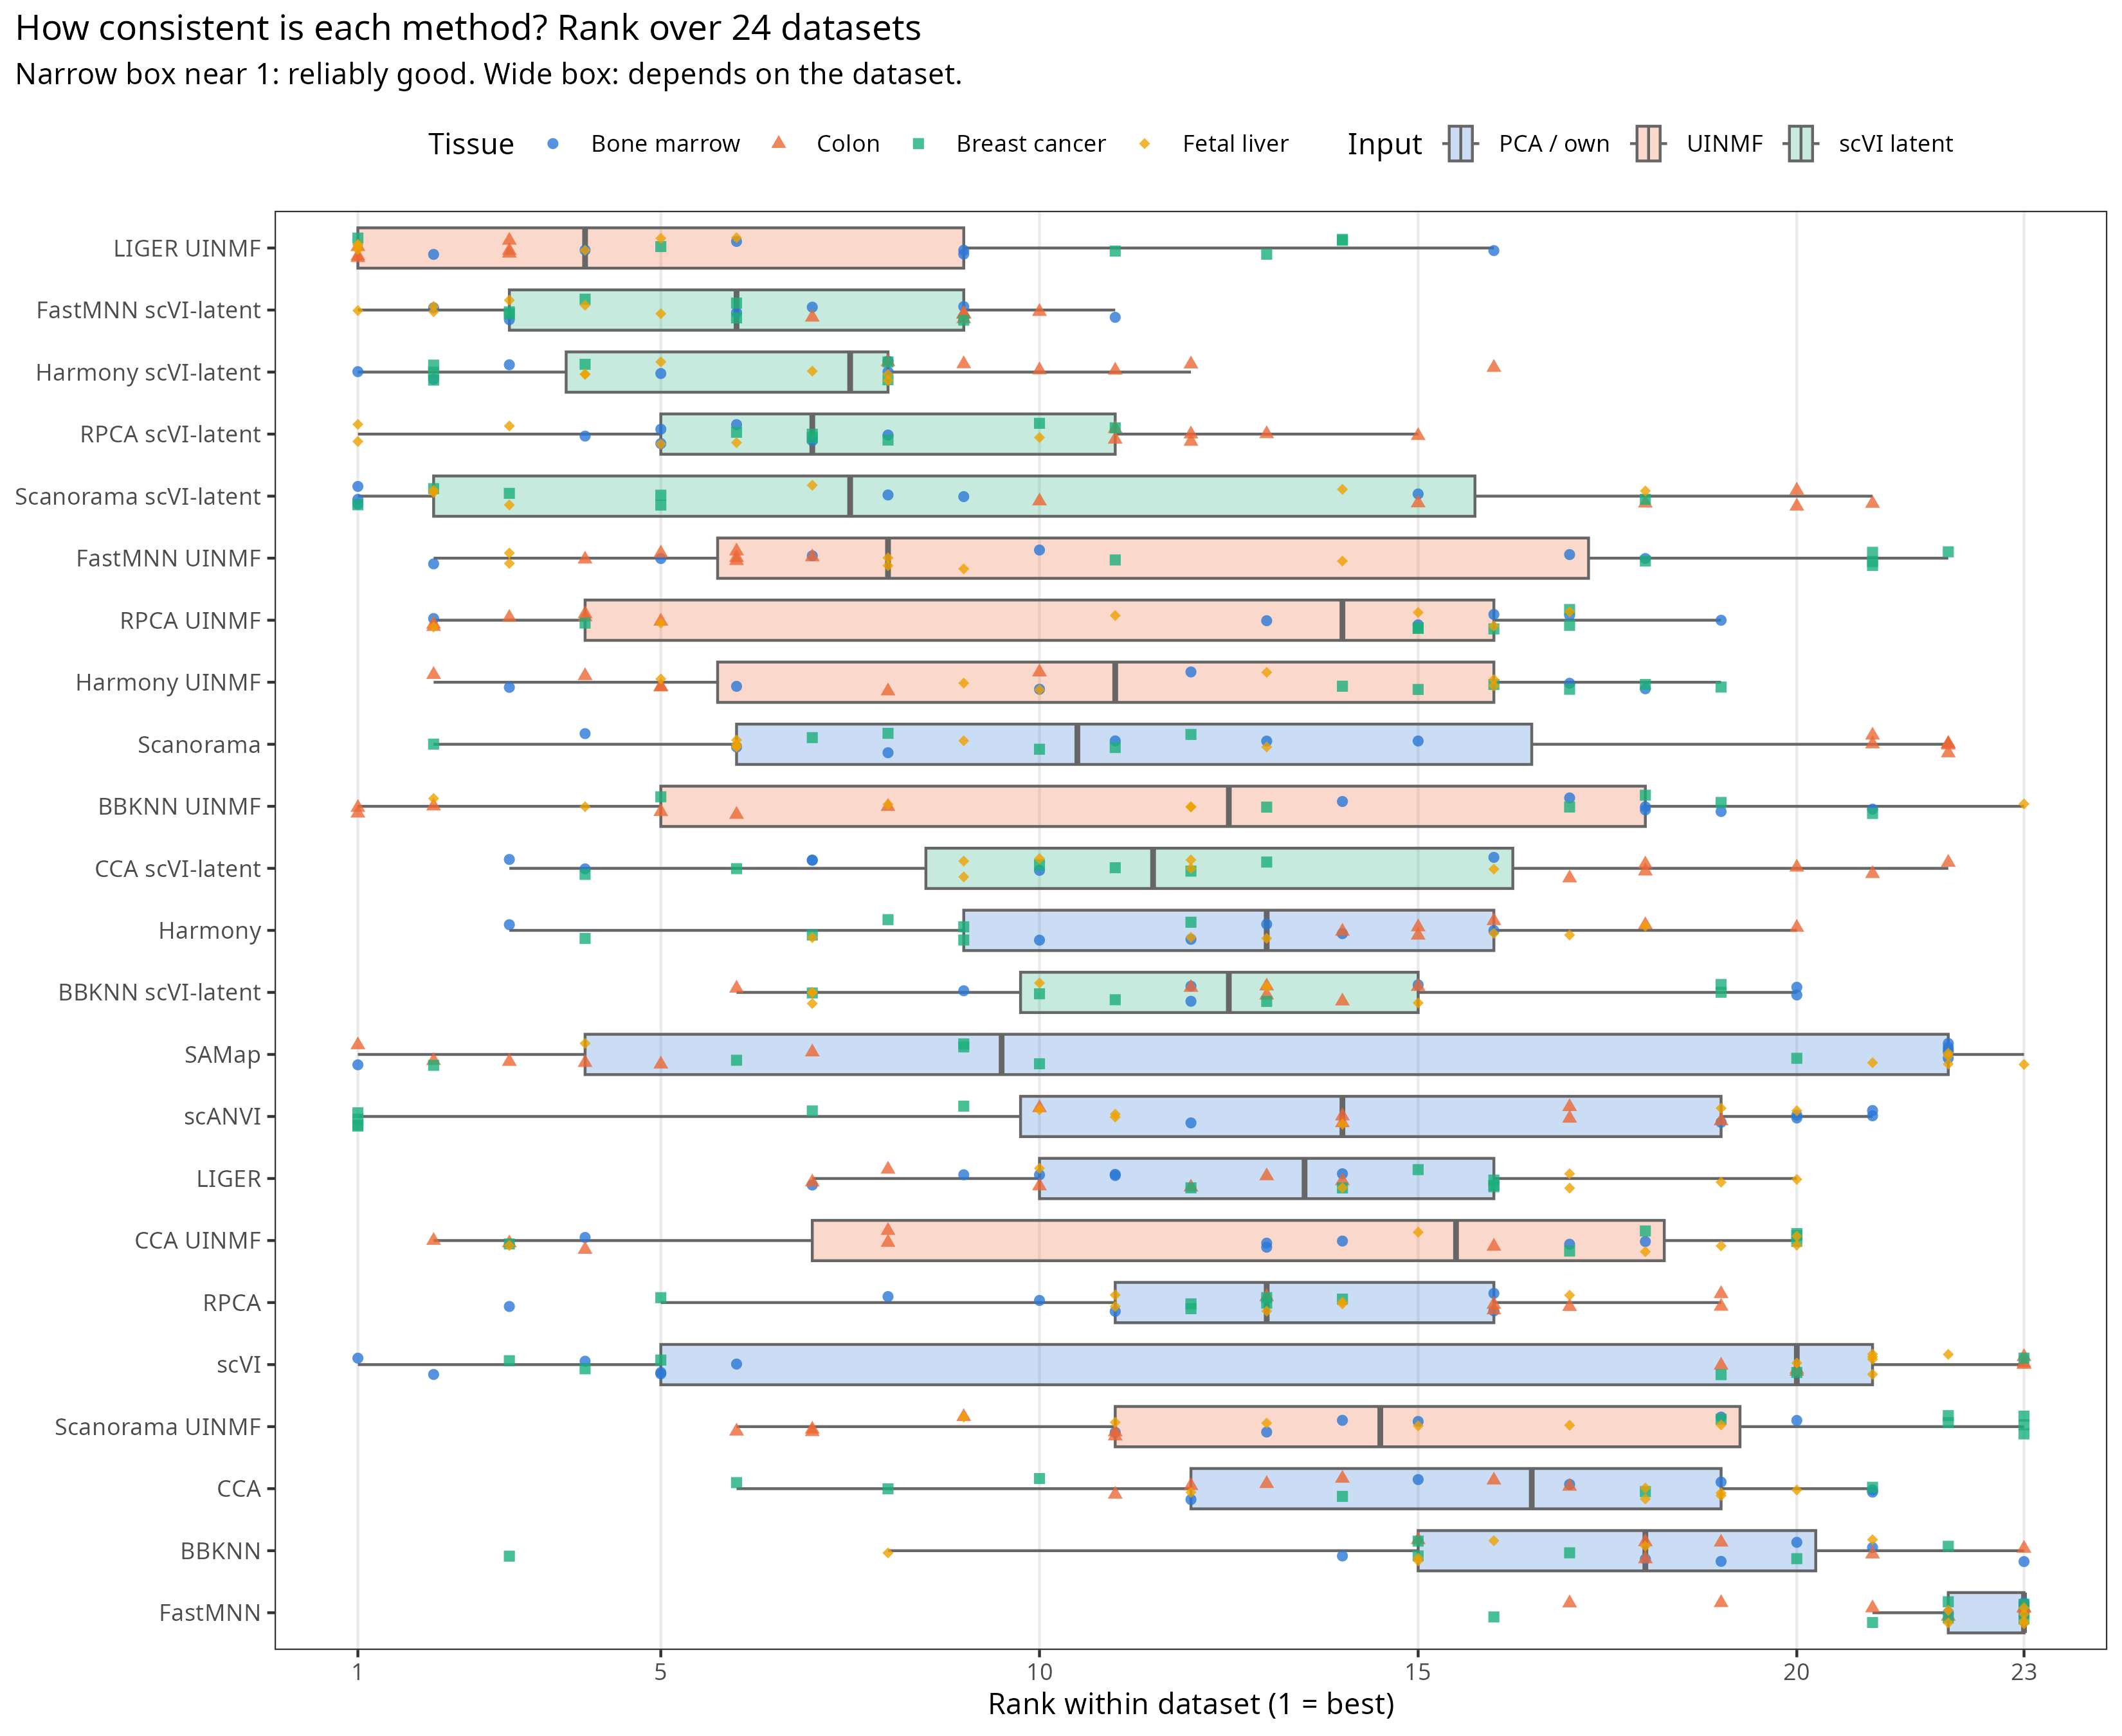 How consistent is each method? Rank over 24 datasets
Narrow box near 1: reliably good. Wide box: depends on the dataset.
Tissue Bone marrow Colon Breast cancer Fetal liver Input PCA / own UINMF scVI latent
LIGER UINMF
FastMNN scVI-latent
Harmony scVI-latent
RPCA scVI-latent
Scanorama scVI-latent
FastMNN UINMF
RPCA UINMF
Harmony UINMF
Scanorama
BBKNN UINMF
CCA scVI-latent
Harmony
BBKNN scVI-latent
SAMap
scANVI
LIGER
CCA UINMF
RPCA
scVI
Scanorama UINMF
CCA
BBKNN
FastMNN
1 5 10 15 20 23
Rank within dataset (1 = best)